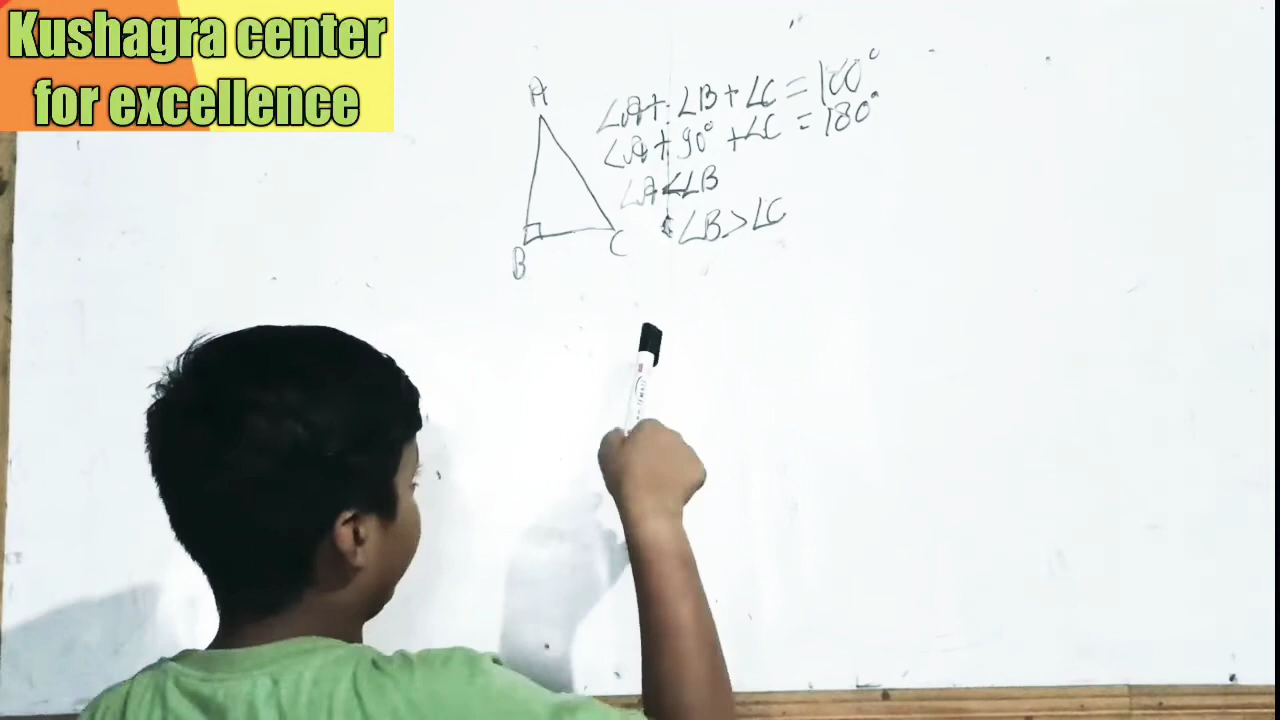 Kushagra center
for excellence
A
∠A + ∠B + ∠C = 180°
∠A + 90° + ∠C = 180°
∠A < ∠B
∠B > ∠C
B
C